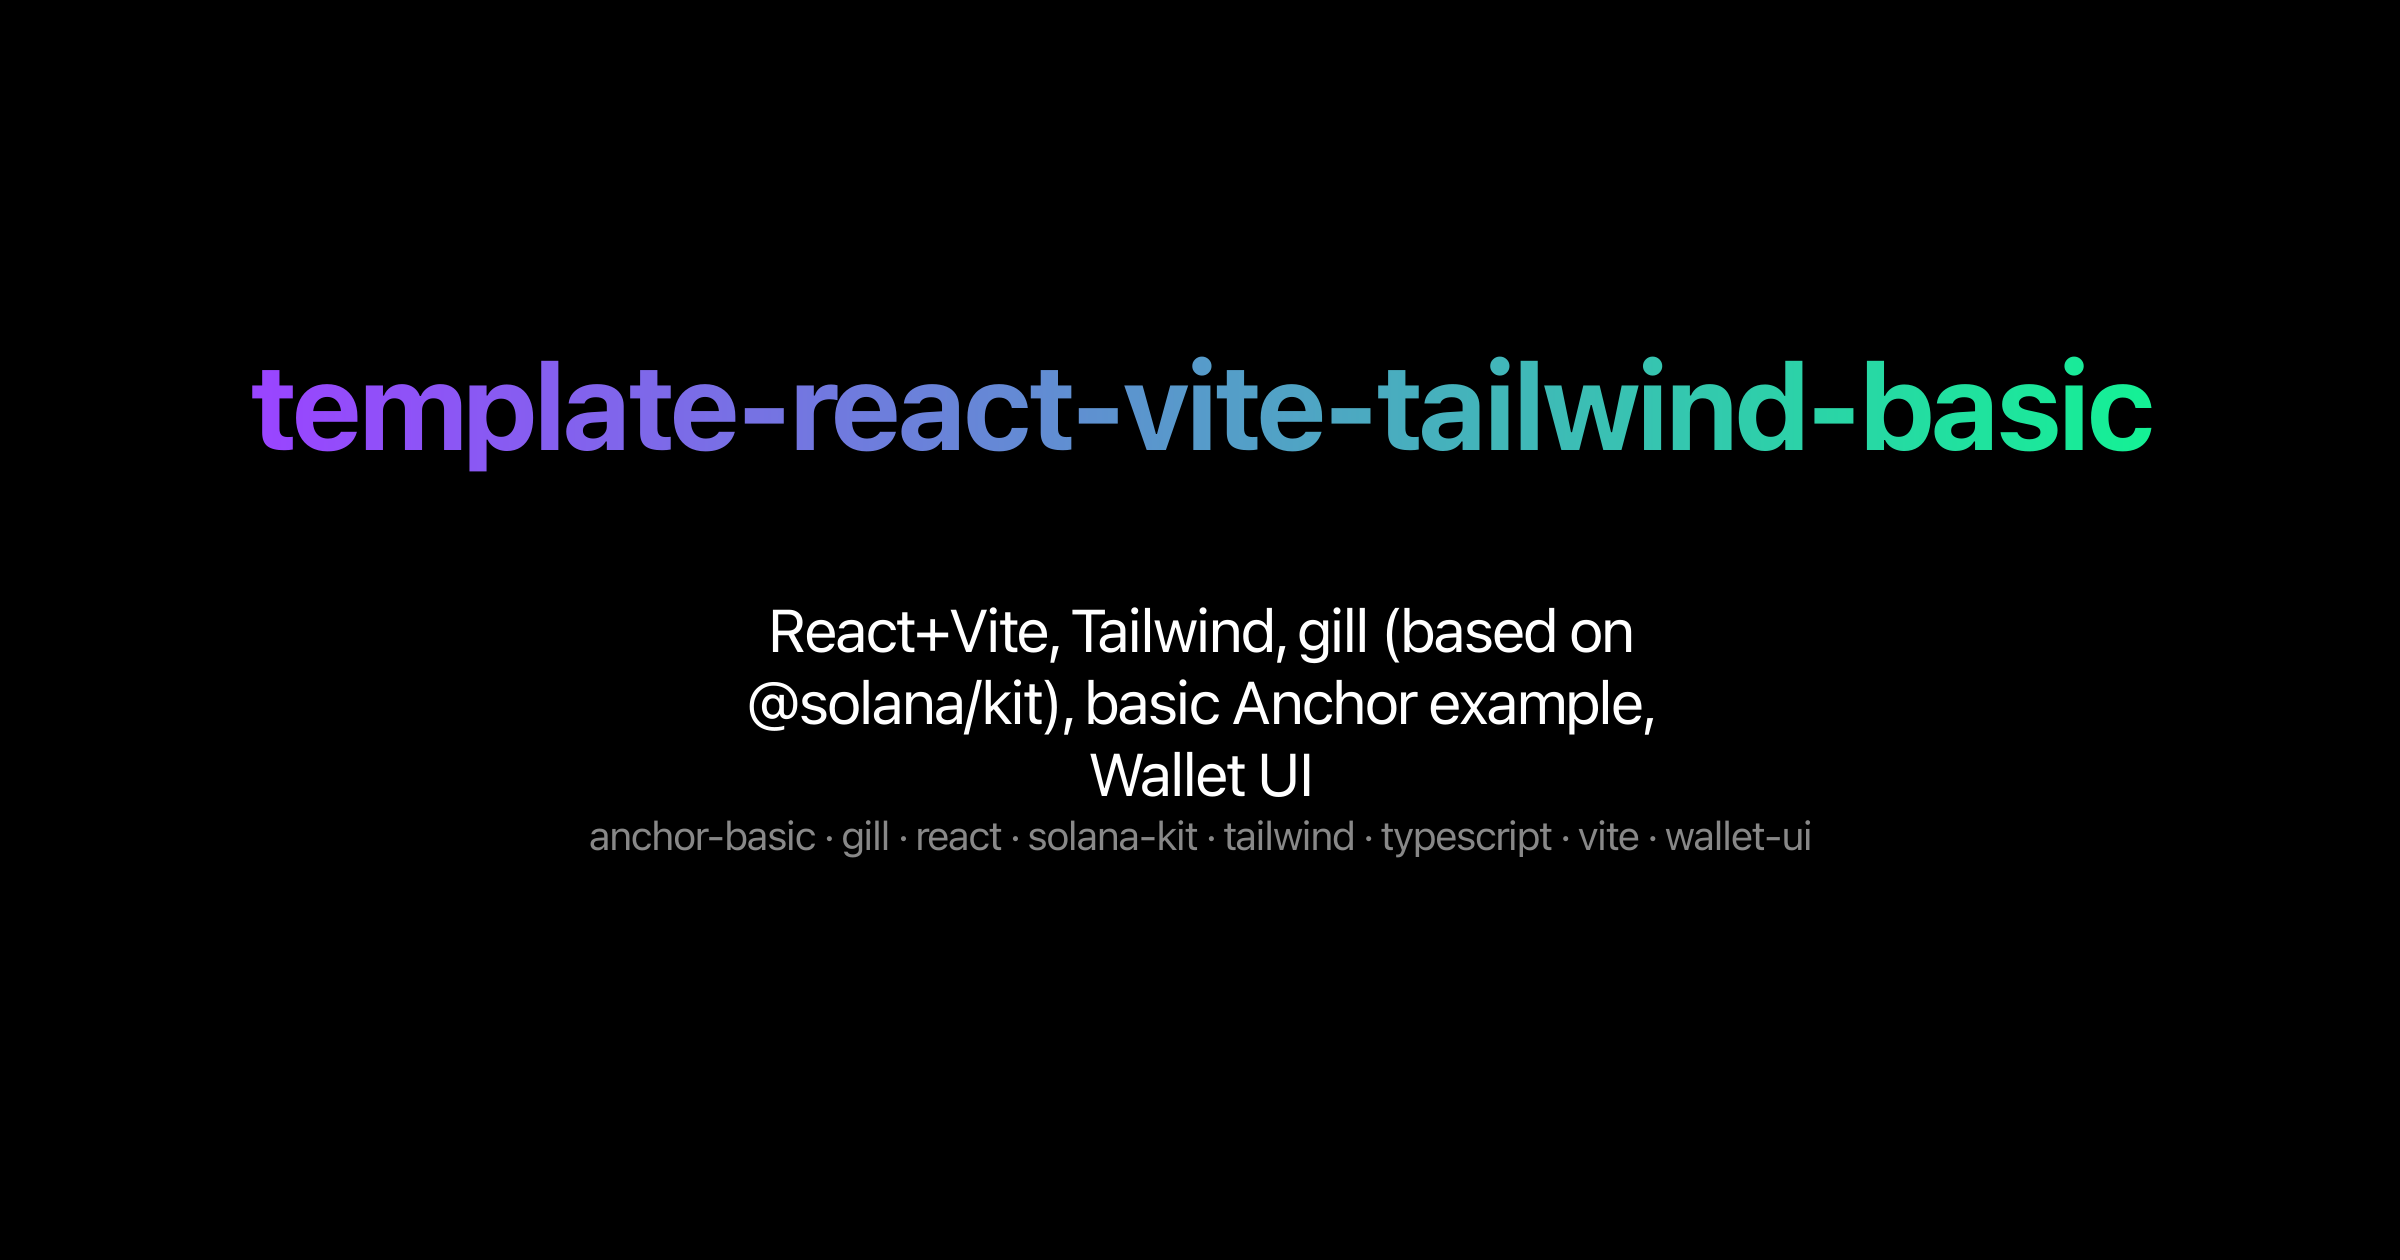 template-react-vite-tailwind-basic
React+Vite, Tailwind, gill (based on
@solana/kit), basic Anchor example,
Wallet UI
anchor-basic · gill · react · solana-kit · tailwind · typescript · vite · wallet-ui